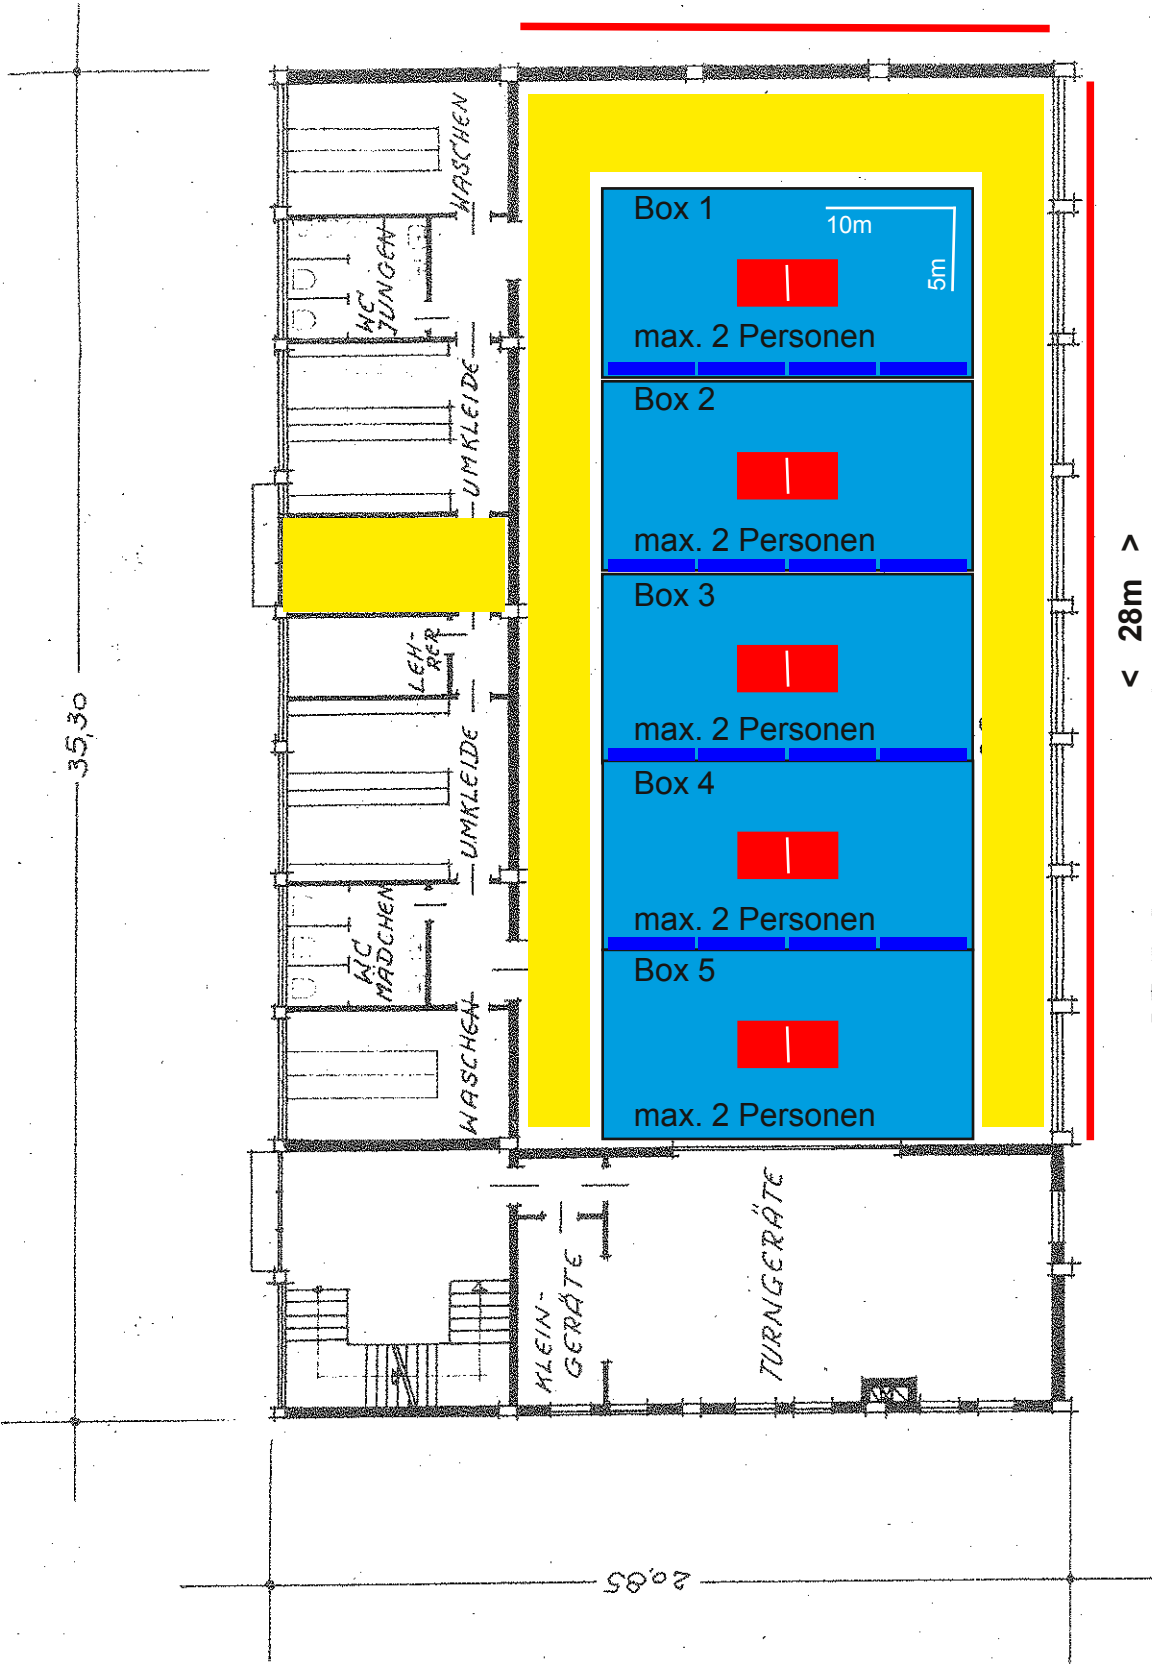 WASCHEN
WC
JUNGEN
UMKLEIDE
LEH-
RER
UMKLEIDE
WC
MÄDCHEN
WASCHEN
KLEIN-
GERÄTE
TURNGERÄTE
35,30
20,85
Box 1
10m
5m
max. 2 Personen
Box 2
max. 2 Personen
Box 3
max. 2 Personen
Box 4
max. 2 Personen
Box 5
max. 2 Personen
< 28m >